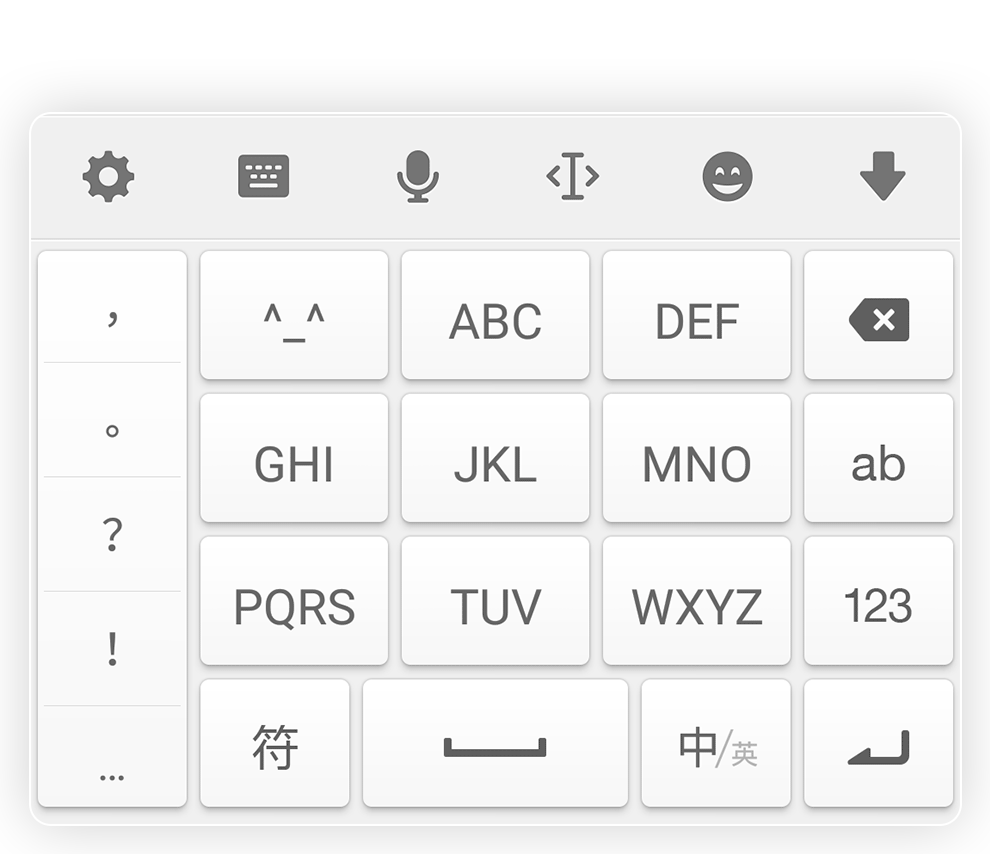 ， ^_^ ABC DEF
。 GHI JKL MNO ab
？
！ PQRS TUV WXYZ 123
… 符 中/英